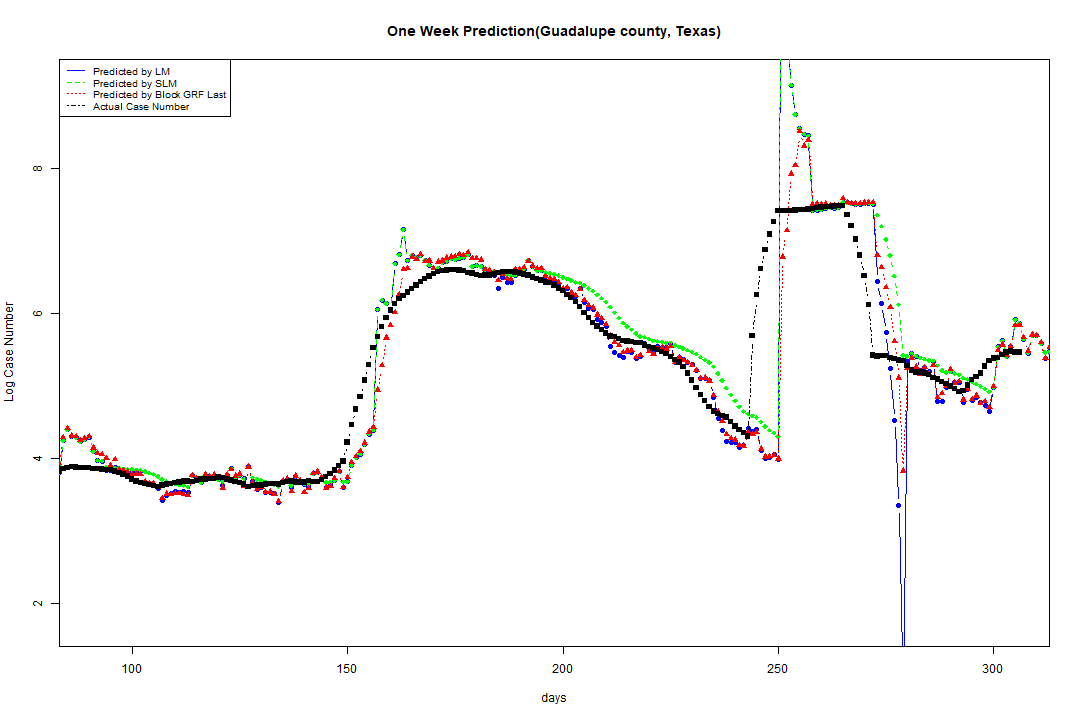 One Week Prediction(Guadalupe county, Texas)
Predicted by LM
Predicted by SLM
Predicted by Block GRF Last
Actual Case Number
8
6
4
2
Log Case Number
100 150 200 250 300
days